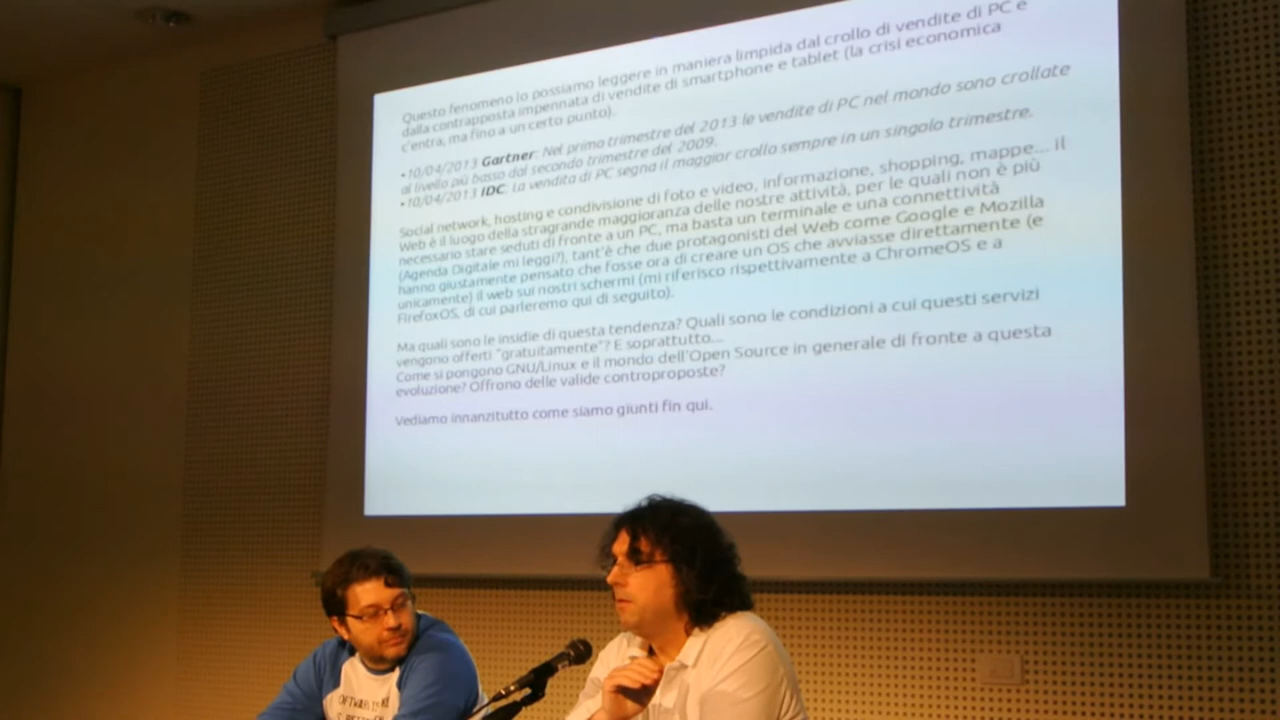 Questo fenomeno lo possiamo leggere in maniera limpida dal crollo di vendite di PC e
dalla contrapposta impennata di vendite di smartphone e tablet (la crisi economica
c'entra, ma fino a un certo punto).
•10/04/2013 Gartner: Nel primo trimestre del 2013 le vendite di PC nel mondo sono crollate
al livello più basso dal secondo trimestre del 2009.
•10/04/2013 IDC: La vendita di PC segna il maggior crollo sempre in un singolo trimestre.
Social network, hosting e condivisione di foto e video, informazione, shopping, mappe... il
Web è il luogo della stragrande maggioranza delle nostre attività, per le quali non è più
necessario stare seduti di fronte a un PC, ma basta un terminale e una connettività
(Agenda Digitale mi leggi?), tant'è che due protagonisti del Web come Google e Mozilla
hanno giustamente pensato che fosse ora di creare un OS che avviasse direttamente (e
unicamente) il web sui nostri schermi (mi riferisco rispettivamente a ChromeOS e a
FirefoxOS, di cui parleremo qui di seguito).
Ma quali sono le insidie di questa tendenza? Quali sono le condizioni a cui questi servizi
vengono offerti "gratuitamente"? E soprattutto...
Come si pongono GNU/Linux e il mondo dell'Open Source in generale di fronte a questa
evoluzione? Offrono delle valide controproposte?
Vediamo innanzitutto come siamo giunti fin qui.